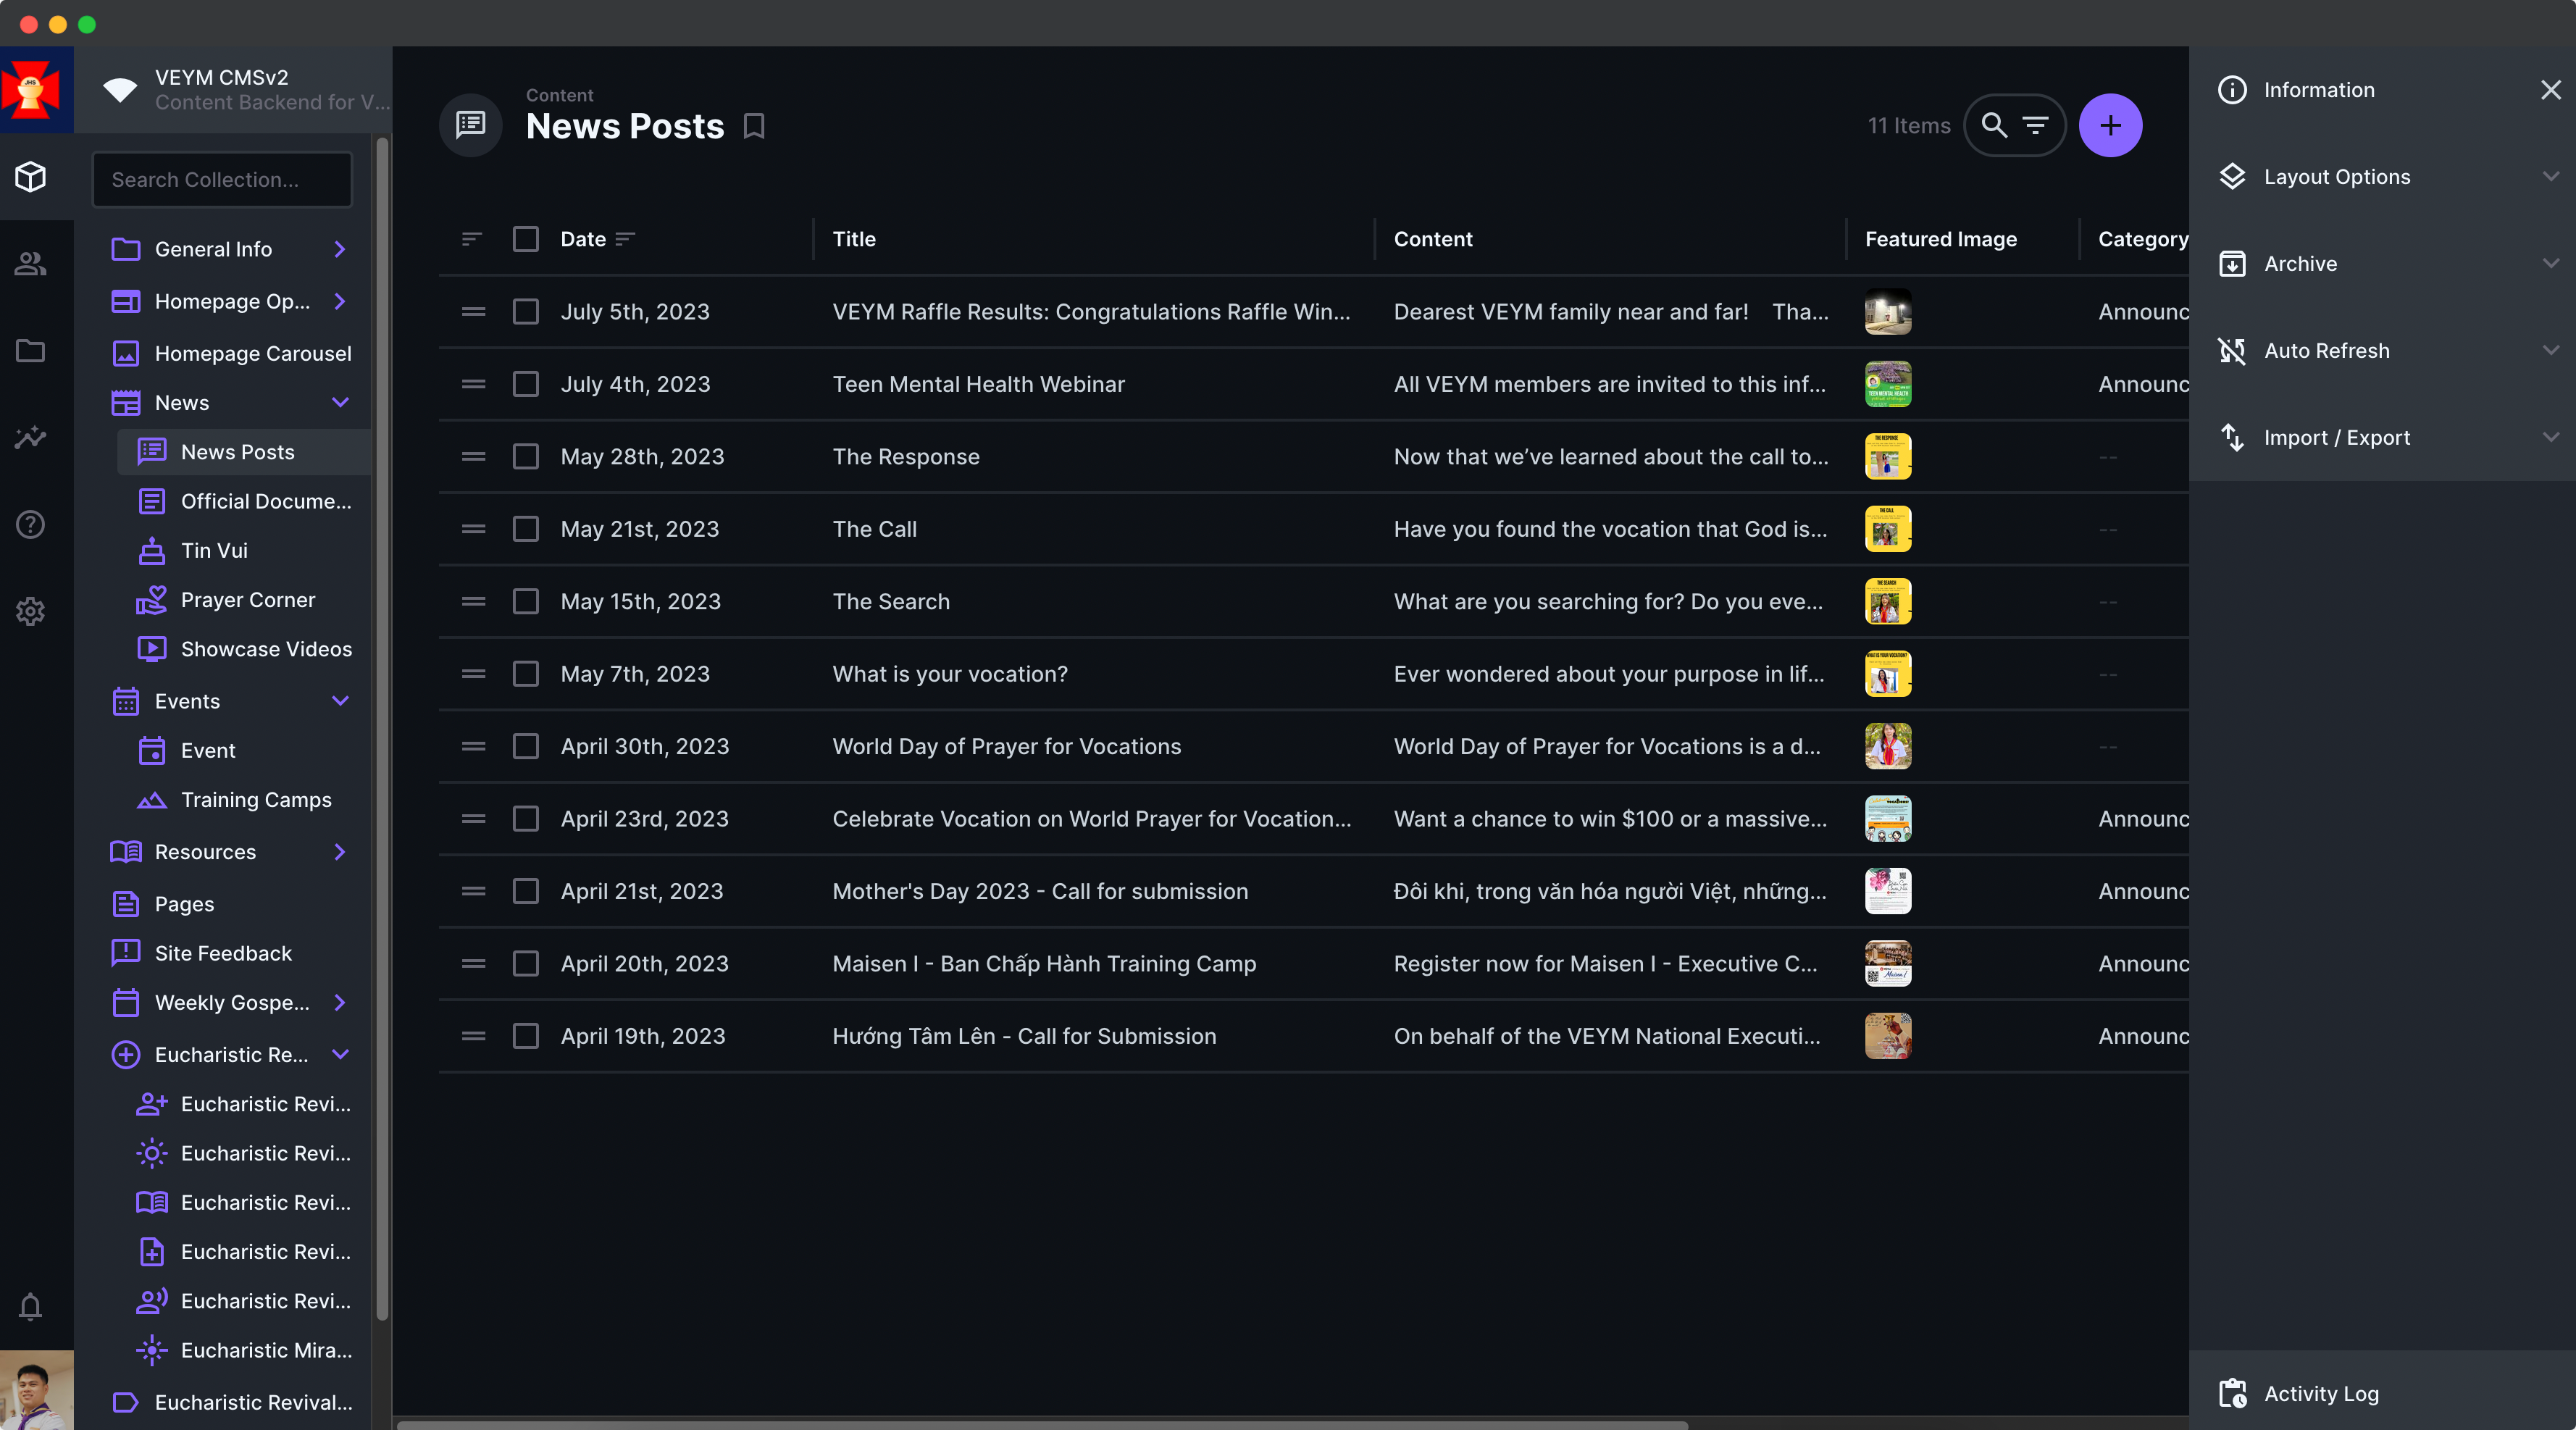 VEYM CMSv2
Content Backend for V...
Search Collection...
General Info
Homepage Op...
Homepage Carousel
News
News Posts
Official Docume...
Tin Vui
Prayer Corner
Showcase Videos
Events
Event
Training Camps
Resources
Pages
Site Feedback
Weekly Gospe...
Eucharistic Re...
Eucharistic Revi...
Eucharistic Revi...
Eucharistic Revi...
Eucharistic Revi...
Eucharistic Revi...
Eucharistic Mira...
Eucharistic Revival...
Content
News Posts
11 Items
Date Title Content Featured Image Category
July 5th, 2023 VEYM Raffle Results: Congratulations Raffle Win... Dearest VEYM family near and far! Tha... Announc
July 4th, 2023 Teen Mental Health Webinar All VEYM members are invited to this inf... Announc
May 28th, 2023 The Response Now that we’ve learned about the call to... --
May 21st, 2023 The Call Have you found the vocation that God is... --
May 15th, 2023 The Search What are you searching for? Do you eve... --
May 7th, 2023 What is your vocation? Ever wondered about your purpose in lif... --
April 30th, 2023 World Day of Prayer for Vocations World Day of Prayer for Vocations is a d... --
April 23rd, 2023 Celebrate Vocation on World Prayer for Vocation... Want a chance to win $100 or a massive... Announc
April 21st, 2023 Mother's Day 2023 - Call for submission Đôi khi, trong văn hóa người Việt, những... Announc
April 20th, 2023 Maisen I - Ban Chấp Hành Training Camp Register now for Maisen I - Executive C... Announc
April 19th, 2023 Hướng Tâm Lên - Call for Submission On behalf of the VEYM National Executi... Announc
Information
Layout Options
Archive
Auto Refresh
Import / Export
Activity Log